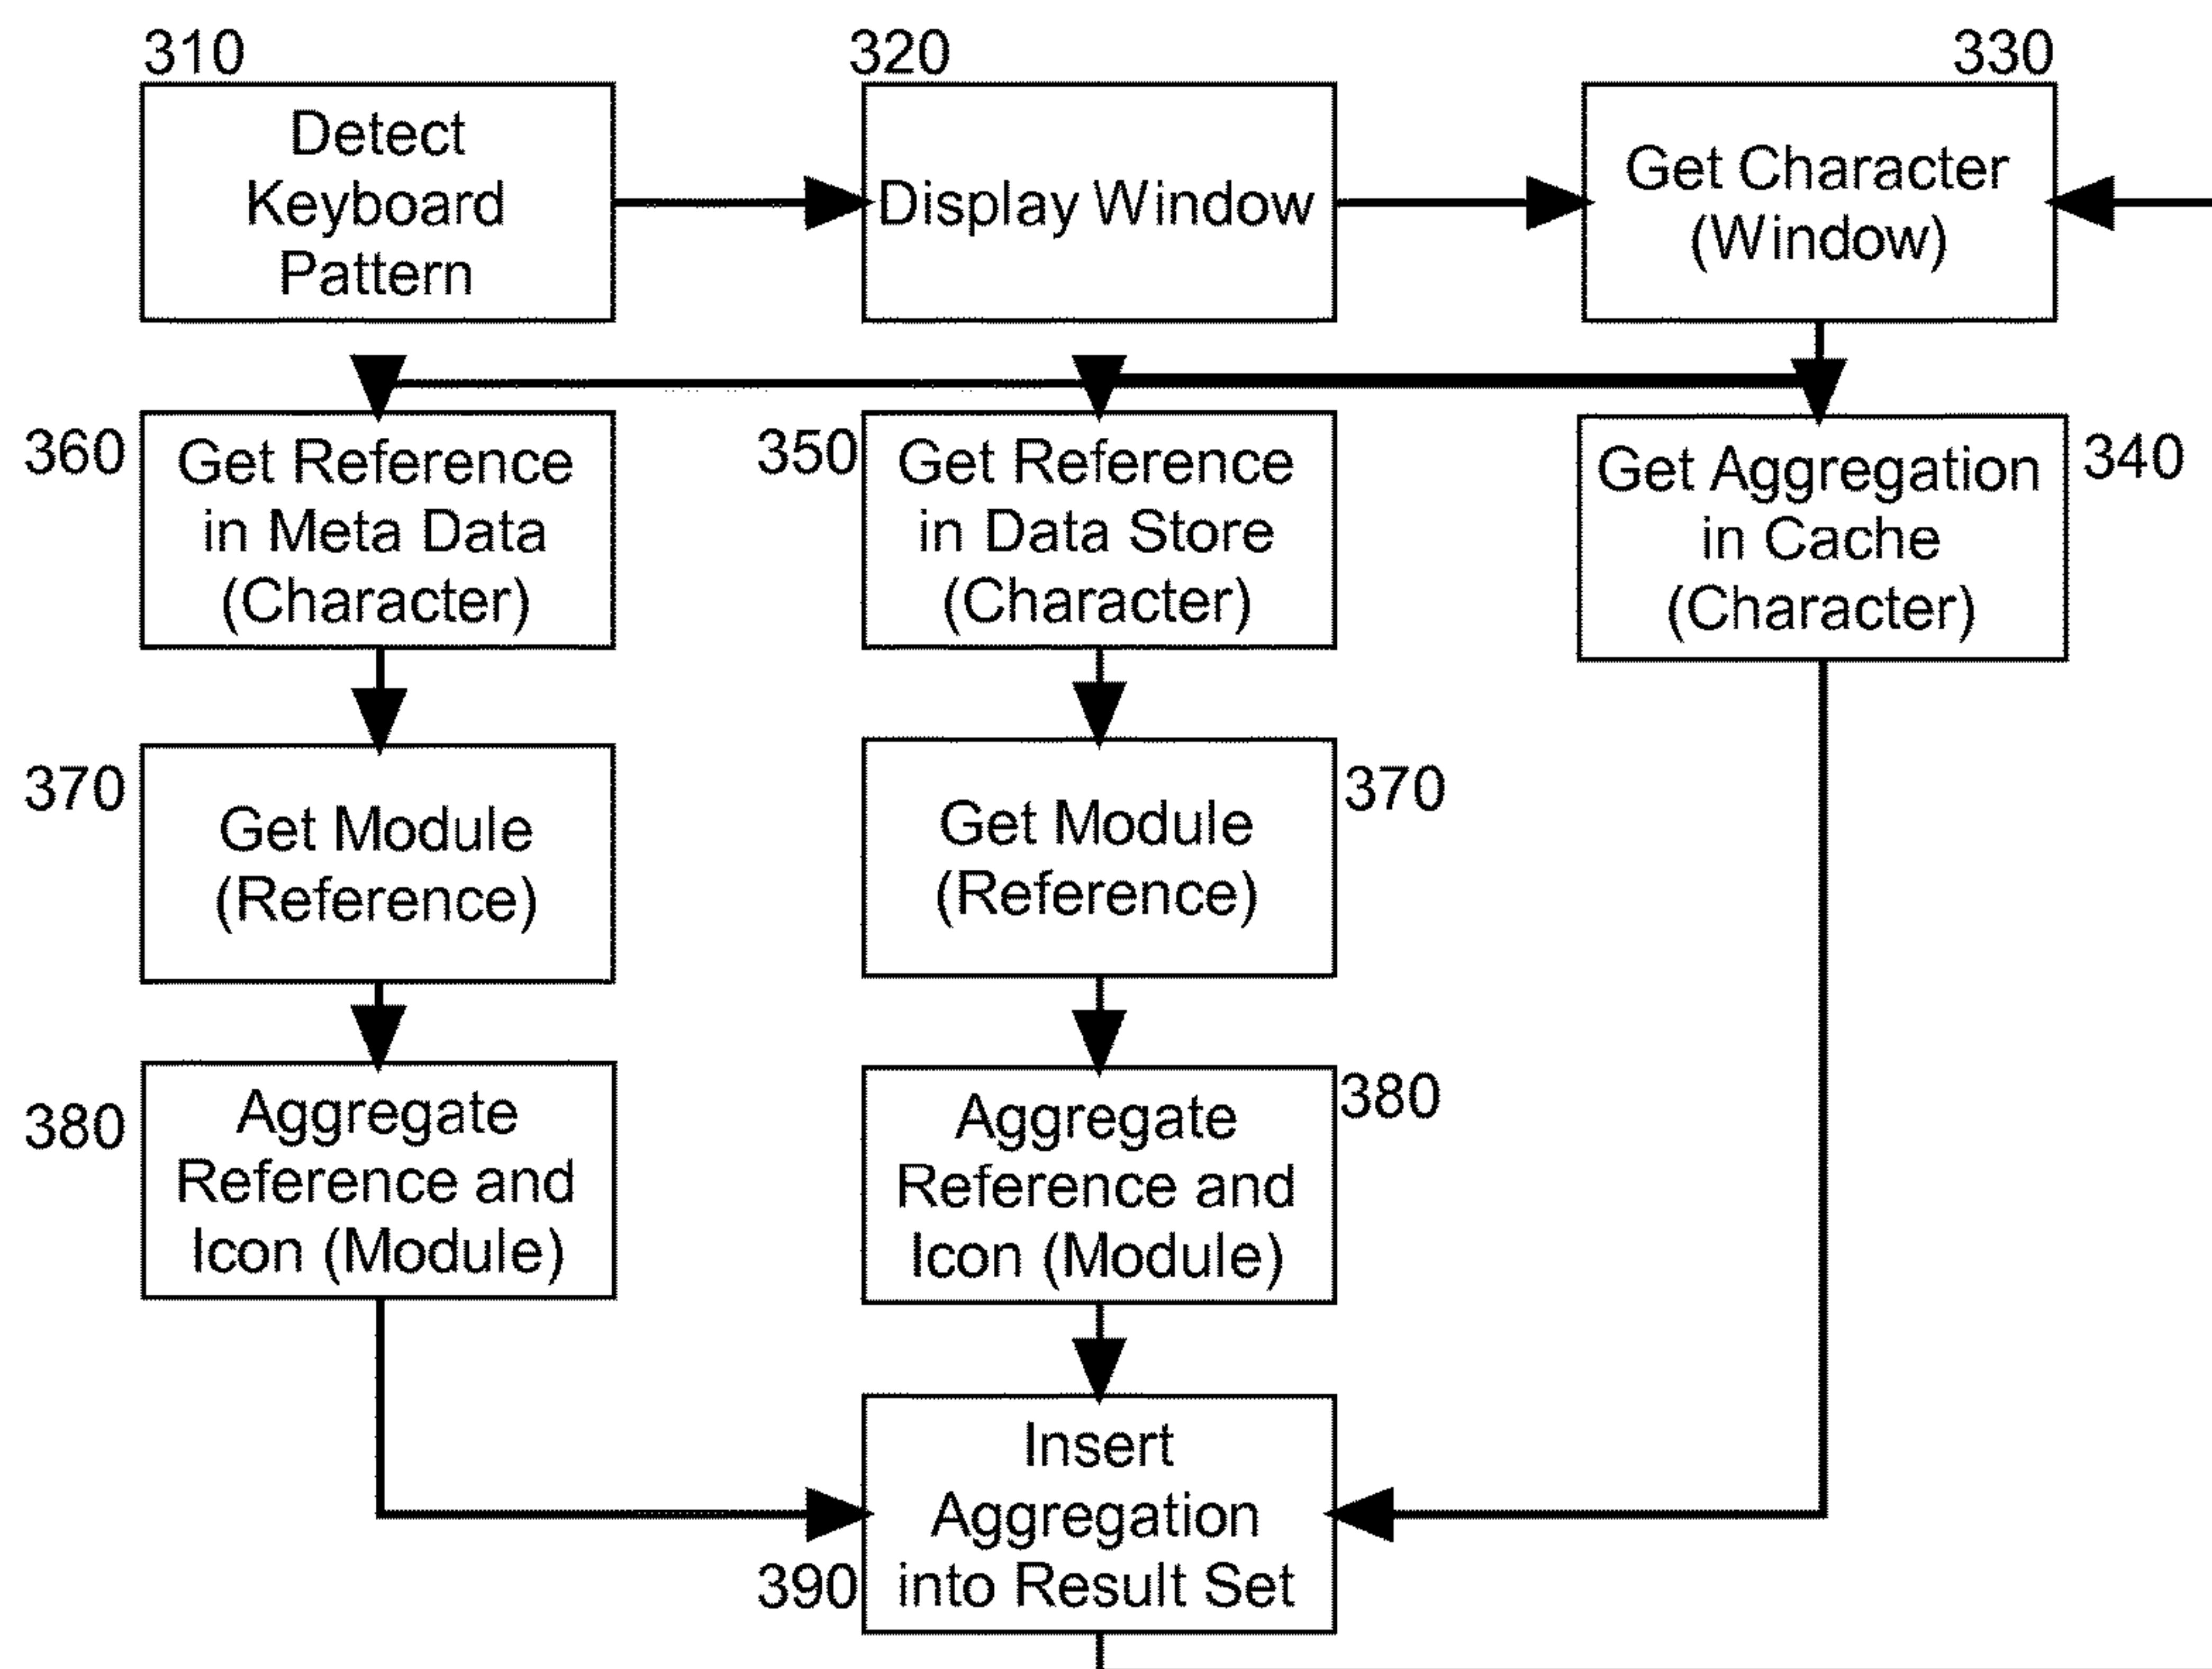 310
Detect
Keyboard
Pattern
320
Display Window
330
Get Character
(Window)
360
Get Reference
in Meta Data
(Character)
350
Get Reference
in Data Store
(Character)
340
Get Aggregation
in Cache
(Character)
370
Get Module
(Reference)
370
Get Module
(Reference)
380
Aggregate
Reference and
Icon (Module)
380
Aggregate
Reference and
Icon (Module)
390
Insert
Aggregation
into Result Set